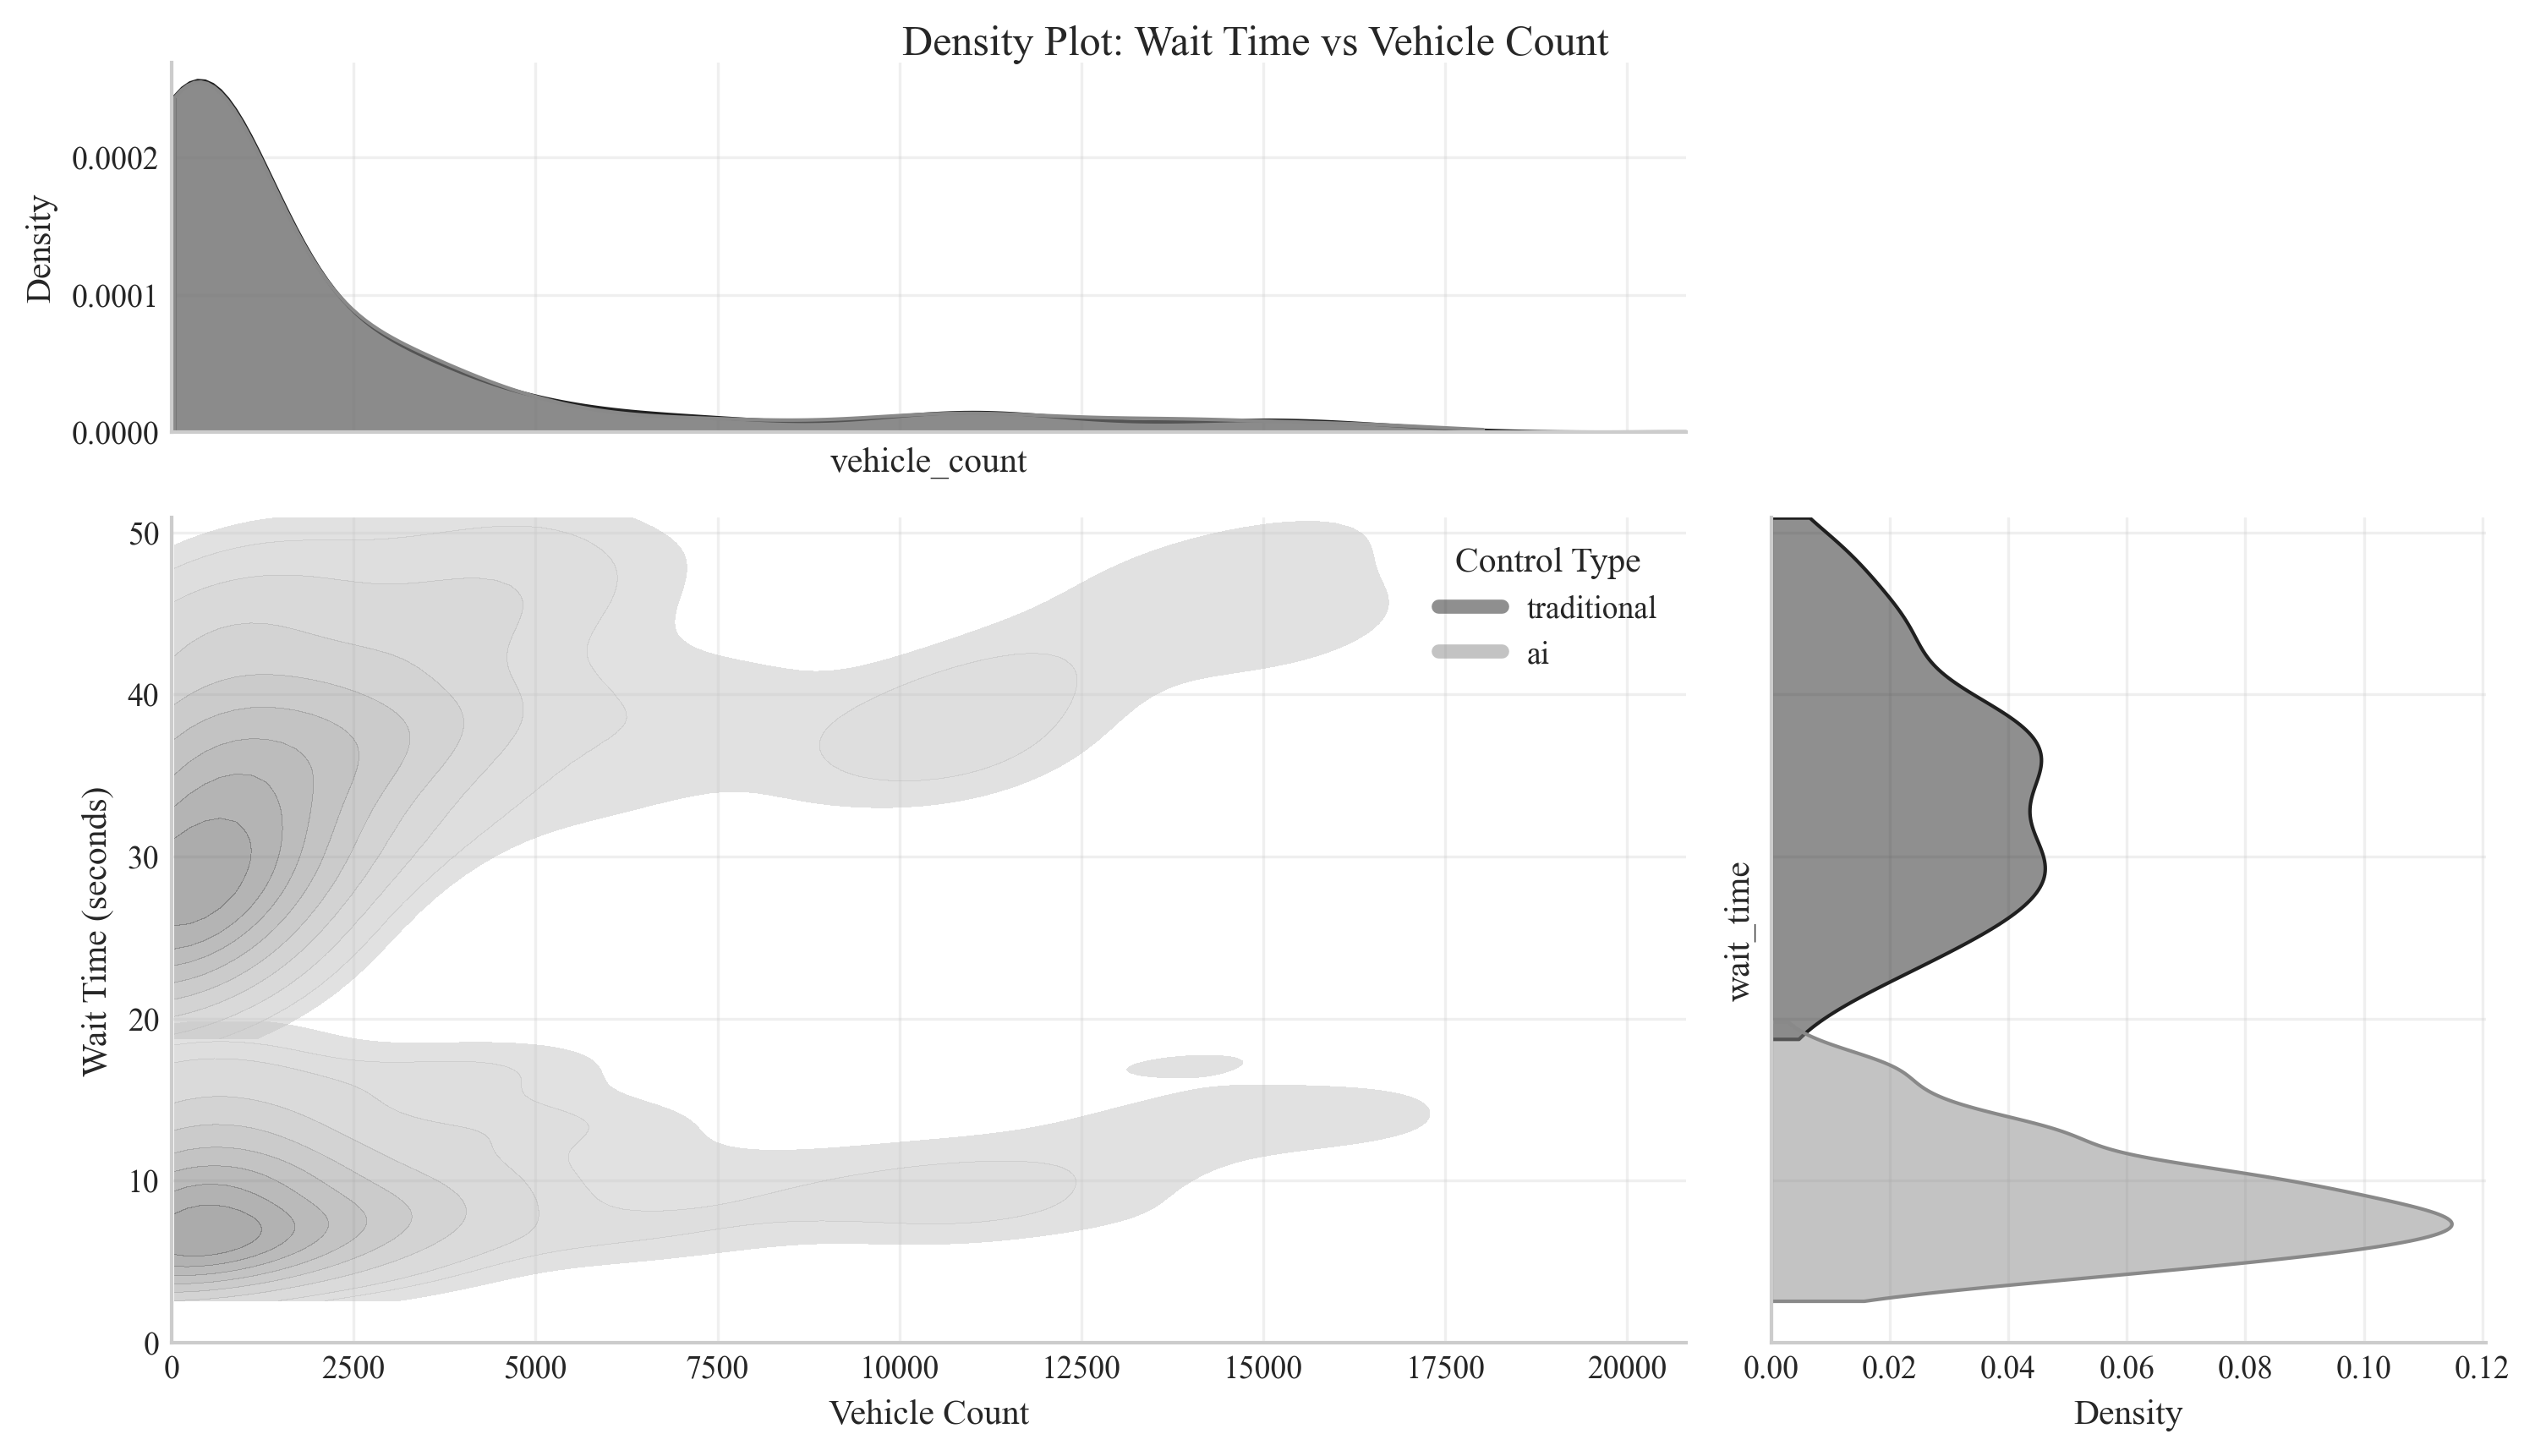 Density Plot: Wait Time vs Vehicle Count
Density
0.0002
0.0001
0.0000
vehicle_count
Wait Time (seconds)
50
40
30
20
10
0
0 2500 5000 7500 10000 12500 15000 17500 20000
Vehicle Count
Control Type
traditional
ai
wait_time
0.00 0.02 0.04 0.06 0.08 0.10 0.12
Density